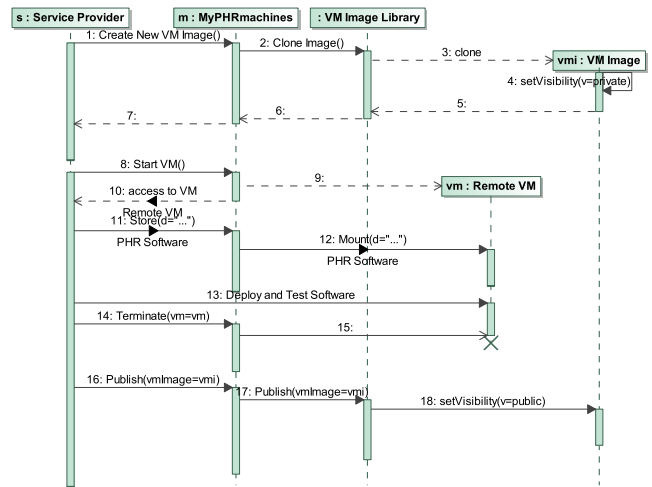 s : Service Provider
m : MyPHRmachines
: VM Image Library
1: Create New VM Image()
2: Clone Image()
3: clone
vmi : VM Image
4: setVisibility(v=private)
5:
6:
7:
8: Start VM()
9:
vm : Remote VM
10: access to VM
Remote VM
11: Store(d="...")
PHR Software
12: Mount(d="...")
PHR Software
13: Deploy and Test Software
14: Terminate(vm=vm)
15:
16: Publish(vmImage=vmi)
17: Publish(vmImage=vmi)
18: setVisibility(v=public)